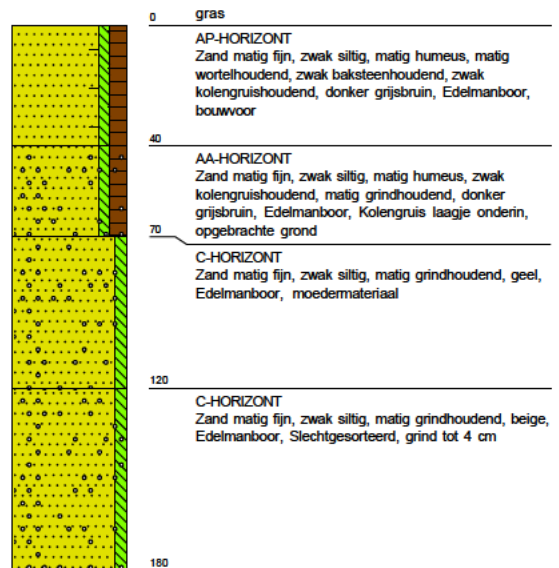 0
gras
AP-HORIZONT
Zand matig fijn, zwak siltig, matig humeus, matig
wortelhoudend, zwak baksteenhoudend, zwak
kolengruishoudend, donker grijsbruin, Edelmanboor,
bouwvoor
40
AA-HORIZONT
Zand matig fijn, zwak siltig, matig humeus, zwak
kolengruishoudend, matig grindhoudend, donker
grijsbruin, Edelmanboor, Kolengruis laagje onderin,
opgebrachte grond
70
C-HORIZONT
Zand matig fijn, zwak siltig, matig grindhoudend, geel,
Edelmanboor, moedermateriaal
120
C-HORIZONT
Zand matig fijn, zwak siltig, matig grindhoudend, beige,
Edelmanboor, Slechtgesorteerd, grind tot 4 cm
180